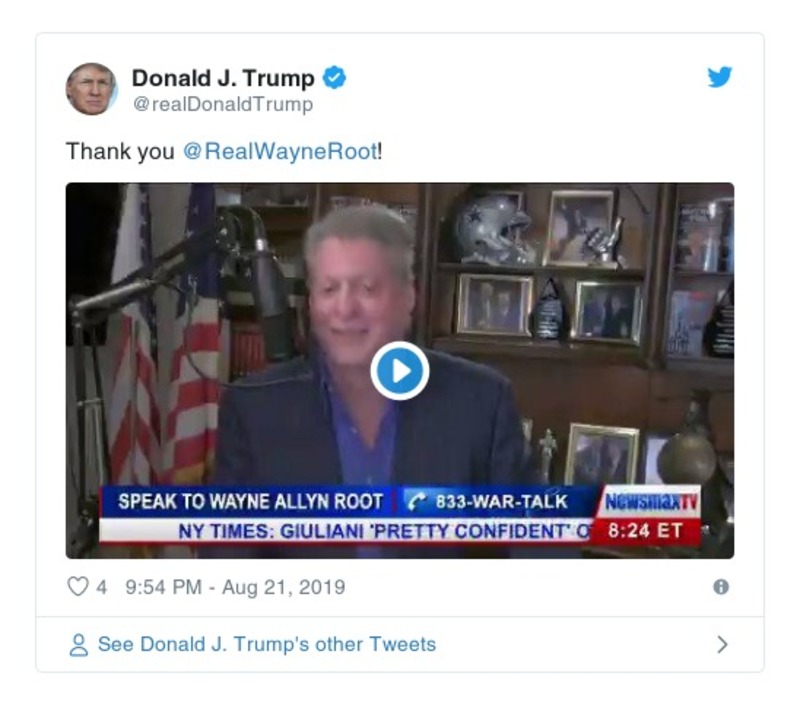 Donald J. Trump
@realDonaldTrump
Thank you @RealWayneRoot!
SPEAK TO WAYNE ALLYN ROOT 833-WAR-TALK NewsmaxTV
NY TIMES: GIULIANI 'PRETTY CONFIDENT' 8:24 ET
4 9:54 PM - Aug 21, 2019
See Donald J. Trump's other Tweets